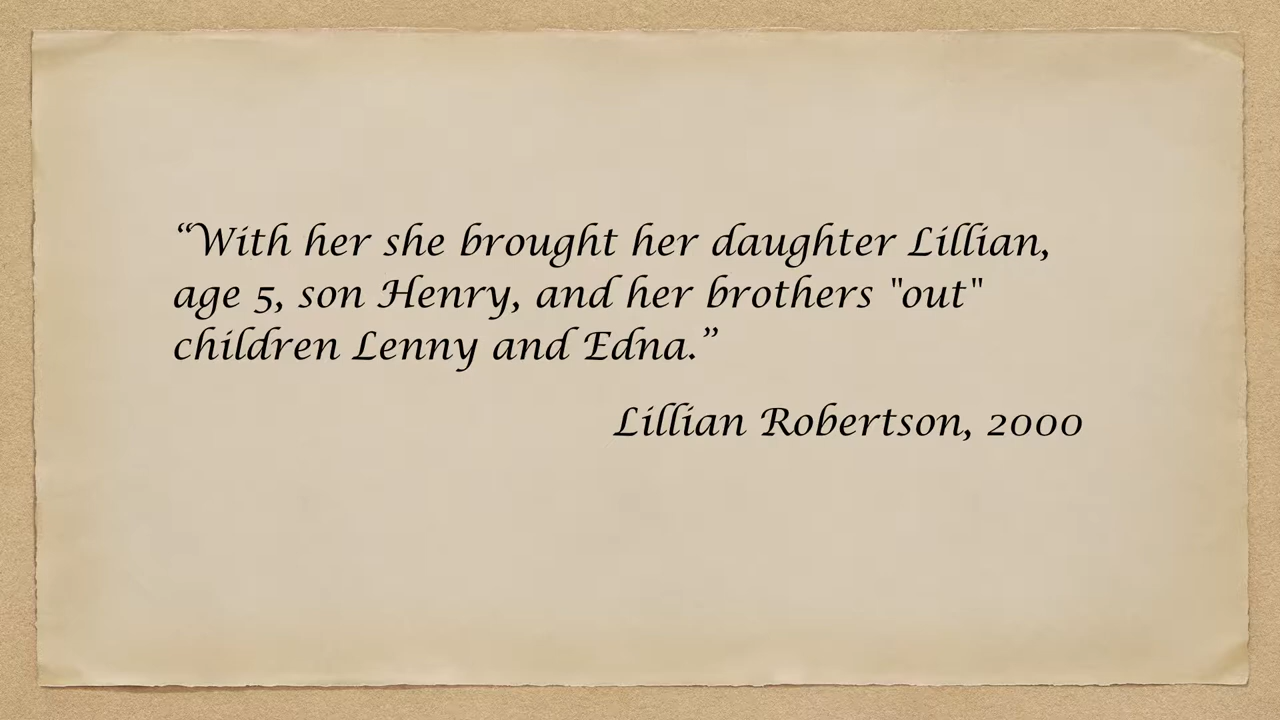 “With her she brought her daughter Lillian,
age 5, son Henry, and her brothers "out"
children Lenny and Edna.”
Lillian Robertson, 2000